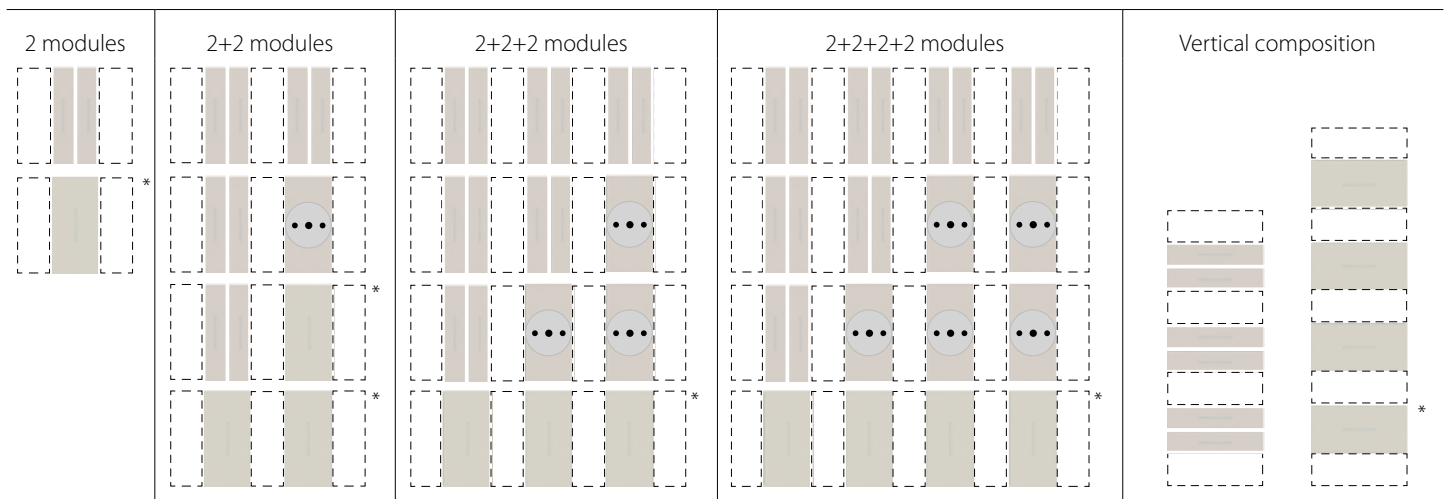 2 modules
2+2 modules
2+2+2 modules
2+2+2+2 modules
Vertical composition
*
*
*
*
*
*